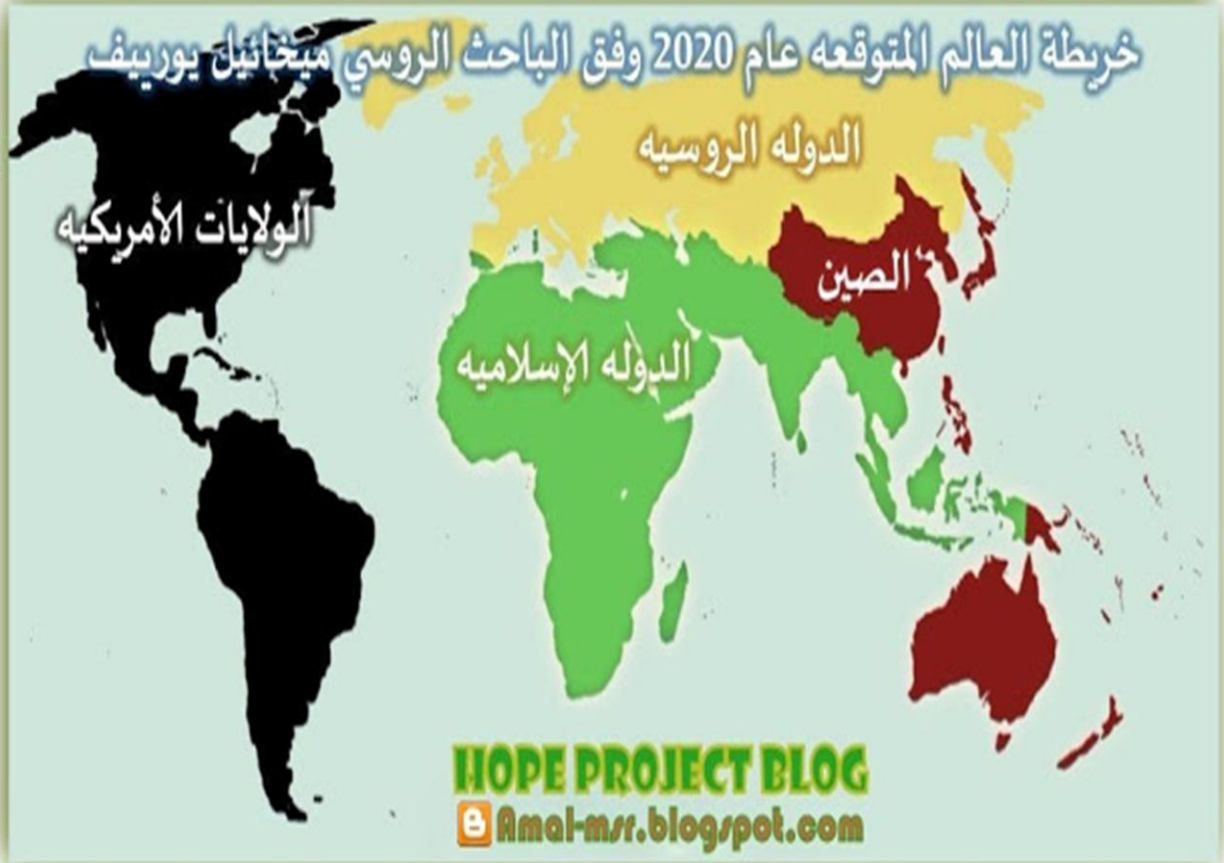 خريطة العالم المتوقعه عام 2020 وفق الباحث الروسي ميخائيل يورييف
الدوله الروسيه
الولايات الأمريكيه
الصين
الدوله الإسلاميه
HOPE PROJECT BLOG
Amal-msr.blogspot.com